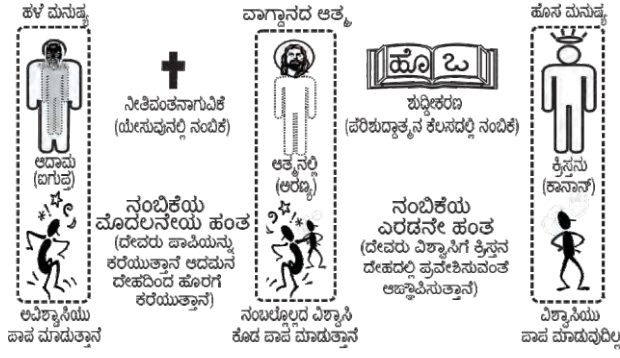 ಹಳೆ ಮನುಷ್ಯ
ವಾಗ್ದಾನದ ಆತ್ಮ
ಹೊಸ ಮನುಷ್ಯ
ಹೊ ಒ
ನೀತಿವಂತನಾಗುವಿಕೆ
(ಯೇಸುವಿನಲ್ಲಿ ನಂಬಿಕೆ)
ಶುದ್ಧೀಕರಣ
(ಪರಿಶುದ್ಧಾತ್ಮನ ಕೆಲಸದಲ್ಲಿ ನಂಬಿಕೆ)
ಆದಾಮ
(ಐಗುಪ್ತ)
ಆತ್ಮನಲ್ಲಿ
(ಅರಣ್ಯ)
ಕ್ರಿಸ್ತನು
(ಕಾನಾನ್)
ನಂಬಿಕೆಯ
ಮೊದಲನೇಯ ಹಂತ
(ದೇವರು ಪಾಪಿಯನ್ನು
ಕರೆಯುತ್ತಾನೆ ಆದಮನ
ದೇಹದಿಂದ ಹೊರಗೆ
ಕರೆಯುತ್ತಾನೆ)
ನಂಬಿಕೆಯ
ಎರಡನೇ ಹಂತ
(ದೇವರು ವಿಶ್ವಾಸಿಗೆ ಕ್ರಿಸ್ತನ
ದೇಹದಲ್ಲಿ ಪ್ರವೇಶಿಸುವಂತೆ
ಆಜ್ಞಾಪಿಸುತ್ತಾನೆ)
ಅವಿಶ್ವಾಸಿಯು
ಪಾಪ ಮಾಡುತ್ತಾನೆ
ನಂಬಲ್ಲೊಲ್ಲದ ವಿಶ್ವಾಸಿ
ಕೂಡ ಪಾಪ ಮಾಡುತ್ತಾನೆ
ವಿಶ್ವಾಸಿಯು
ಪಾಪ ಮಾಡುವುದಿಲ್ಲ